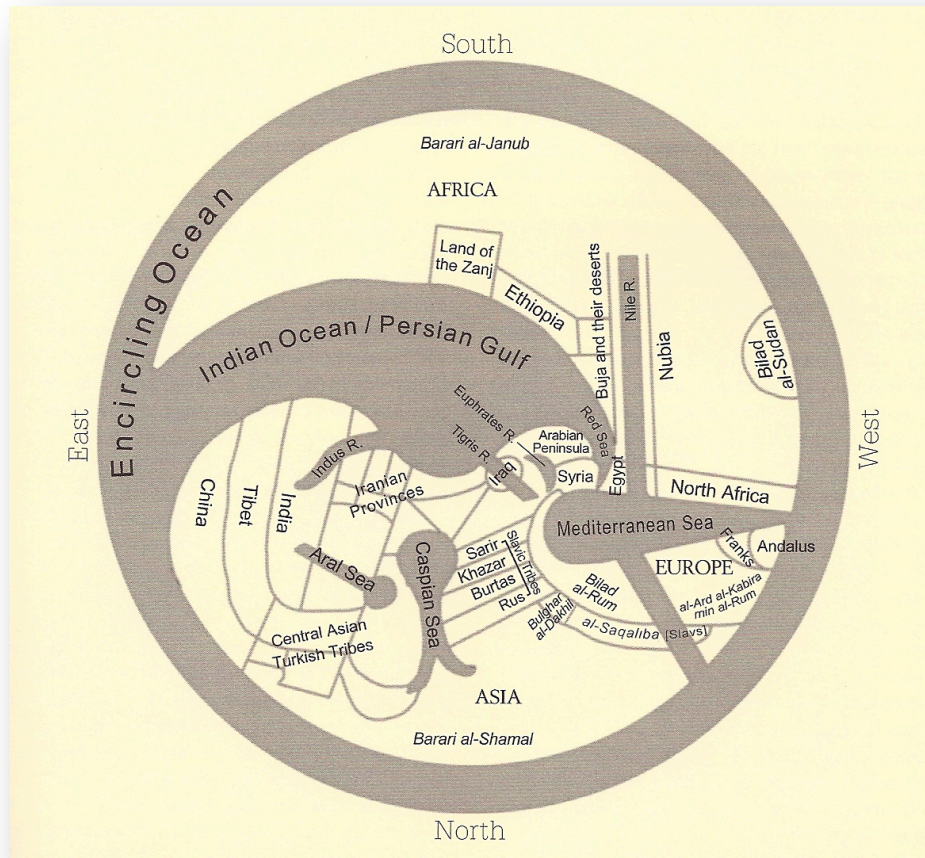 South
Barari al-Janub
AFRICA
Encircling Ocean
Land of
the Zanj
Ethiopia
Buja and their deserts
Nile R.
Nubia
Bilad
al-Sudan
Indian Ocean / Persian Gulf
East
West
Euphrates R.
Tigris R.
Red Sea
Arabian
Peninsula
Indus R.
Iraq
Syria
Egypt
North Africa
Iranian
Provinces
China
Tibet
India
Mediterranean Sea
Franks
Andalus
Aral Sea
Caspian Sea
Sarir
Khazar
Burtas
Rus
Slavic Tribes
EUROPE
Bilad
al-Rum
al-Ard al-Kabira
min al-Rum
Bulghar
al-Dakhil
al-Saqaliba [Slavs]
Central Asian
Turkish Tribes
ASIA
Barari al-Shamal
North